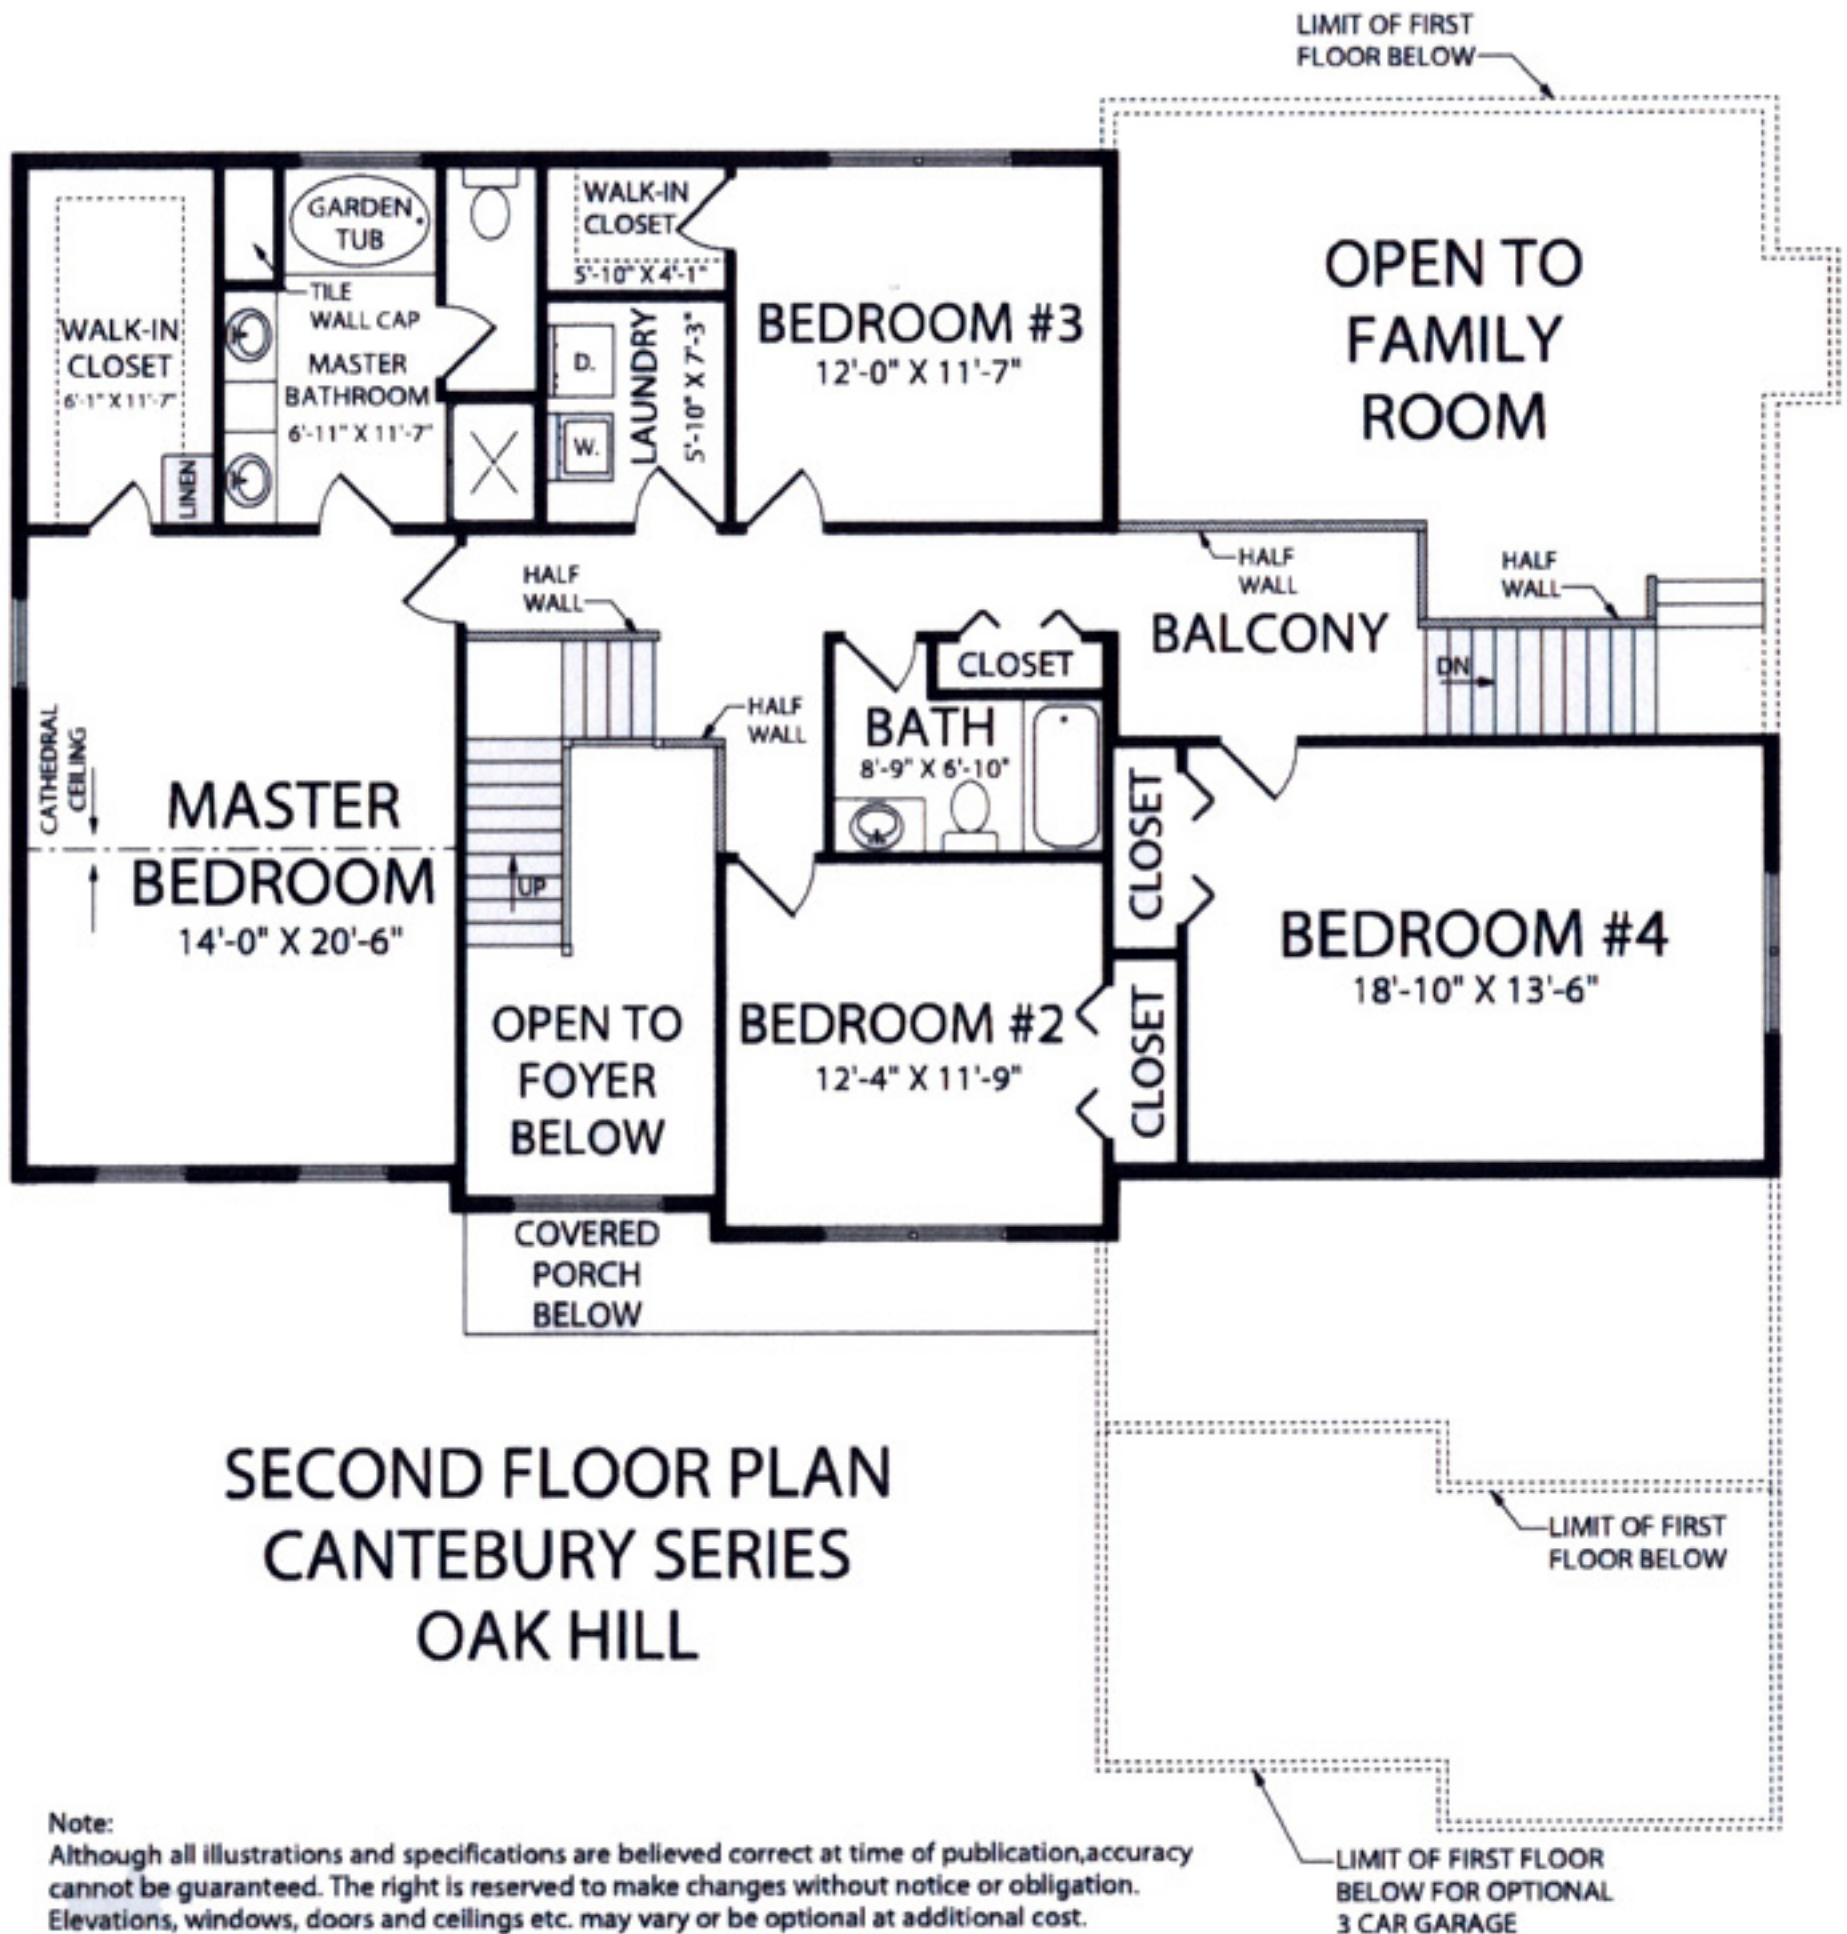 LIMIT OF FIRST
FLOOR BELOW
WALK-IN
CLOSET
6'-1" X 11'-7"
LINEN
GARDEN
TUB
TILE
WALL CAP
MASTER
BATHROOM
6'-11" X 11'-7"
WALK-IN
CLOSET
5'-10" X 4'-1"
D.
W.
LAUNDRY
5'-10" X 7'-3"
BEDROOM #3
12'-0" X 11'-7"
OPEN TO
FAMILY
ROOM
HALF
WALL
HALF
WALL
HALF
WALL
BALCONY
DN
CLOSET
HALF
WALL
BATH
8'-9" X 6'-10"
CATHEDRAL
CEILING
MASTER
BEDROOM
14'-0" X 20'-6"
UP
OPEN TO
FOYER
BELOW
BEDROOM #2
12'-4" X 11'-9"
CLOSET
CLOSET
BEDROOM #4
18'-10" X 13'-6"
COVERED
PORCH
BELOW
SECOND FLOOR PLAN
CANTEBURY SERIES
OAK HILL
LIMIT OF FIRST
FLOOR BELOW
LIMIT OF FIRST FLOOR
BELOW FOR OPTIONAL
3 CAR GARAGE
Note:
Although all illustrations and specifications are believed correct at time of publication,accuracy
cannot be guaranteed. The right is reserved to make changes without notice or obligation.
Elevations, windows, doors and ceilings etc. may vary or be optional at additional cost.